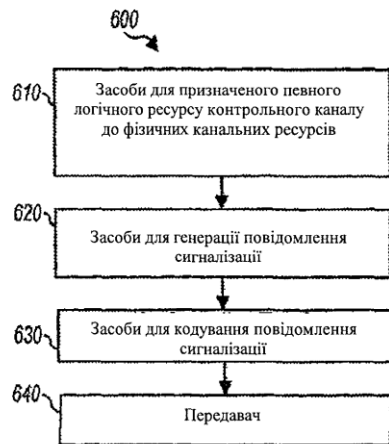 600
610
Засоби для призначеного певного
логічного ресурсу контрольного каналу
до фізичних канальних ресурсів
620
Засоби для генерації повідомлення
сигналізації
630
Засоби для кодування повідомлення
сигналізації
640
Передавач